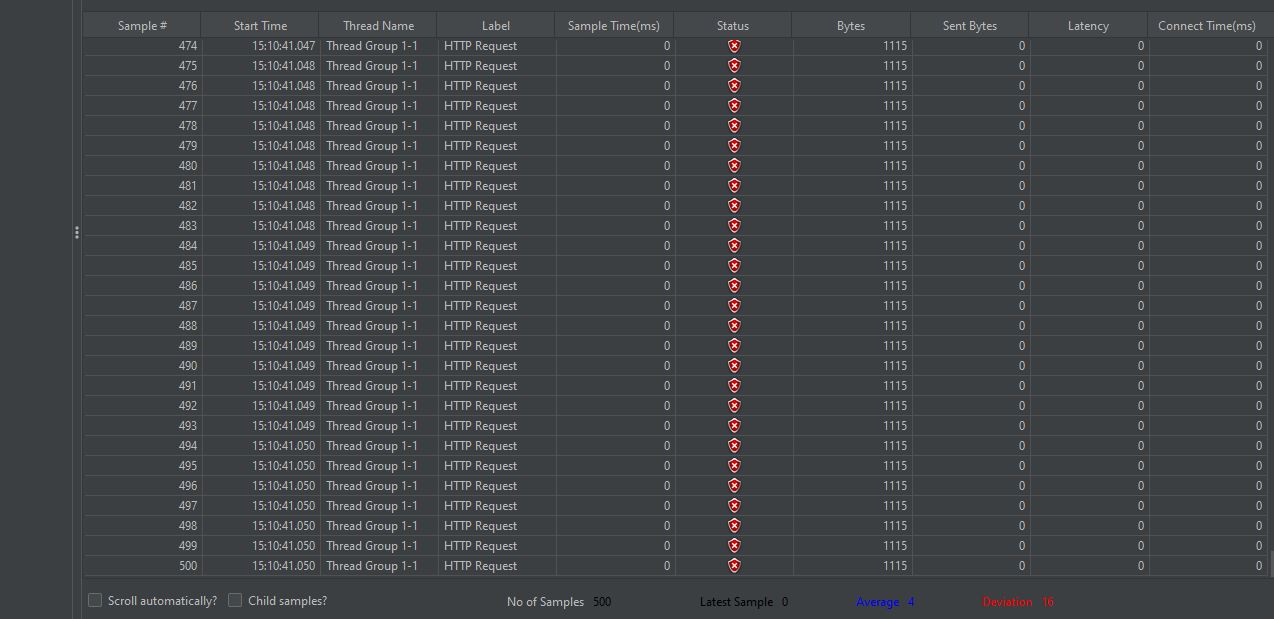 Sample # Start Time Thread Name Label Sample Time(ms) Status Bytes Sent Bytes Latency Connect Time(ms)
474 15:10:41.047 Thread Group 1-1 HTTP Request 0 1115 0 0 0
475 15:10:41.048 Thread Group 1-1 HTTP Request 0 1115 0 0 0
476 15:10:41.048 Thread Group 1-1 HTTP Request 0 1115 0 0 0
477 15:10:41.048 Thread Group 1-1 HTTP Request 0 1115 0 0 0
478 15:10:41.048 Thread Group 1-1 HTTP Request 0 1115 0 0 0
479 15:10:41.048 Thread Group 1-1 HTTP Request 0 1115 0 0 0
480 15:10:41.048 Thread Group 1-1 HTTP Request 0 1115 0 0 0
481 15:10:41.048 Thread Group 1-1 HTTP Request 0 1115 0 0 0
482 15:10:41.048 Thread Group 1-1 HTTP Request 0 1115 0 0 0
483 15:10:41.048 Thread Group 1-1 HTTP Request 0 1115 0 0 0
484 15:10:41.049 Thread Group 1-1 HTTP Request 0 1115 0 0 0
485 15:10:41.049 Thread Group 1-1 HTTP Request 0 1115 0 0 0
486 15:10:41.049 Thread Group 1-1 HTTP Request 0 1115 0 0 0
487 15:10:41.049 Thread Group 1-1 HTTP Request 0 1115 0 0 0
488 15:10:41.049 Thread Group 1-1 HTTP Request 0 1115 0 0 0
489 15:10:41.049 Thread Group 1-1 HTTP Request 0 1115 0 0 0
490 15:10:41.049 Thread Group 1-1 HTTP Request 0 1115 0 0 0
491 15:10:41.049 Thread Group 1-1 HTTP Request 0 1115 0 0 0
492 15:10:41.049 Thread Group 1-1 HTTP Request 0 1115 0 0 0
493 15:10:41.049 Thread Group 1-1 HTTP Request 0 1115 0 0 0
494 15:10:41.050 Thread Group 1-1 HTTP Request 0 1115 0 0 0
495 15:10:41.050 Thread Group 1-1 HTTP Request 0 1115 0 0 0
496 15:10:41.050 Thread Group 1-1 HTTP Request 0 1115 0 0 0
497 15:10:41.050 Thread Group 1-1 HTTP Request 0 1115 0 0 0
498 15:10:41.050 Thread Group 1-1 HTTP Request 0 1115 0 0 0
499 15:10:41.050 Thread Group 1-1 HTTP Request 0 1115 0 0 0
500 15:10:41.050 Thread Group 1-1 HTTP Request 0 1115 0 0 0
Scroll automatically? Child samples? No of Samples 500 Latest Sample 0 Average 4 Deviation 16